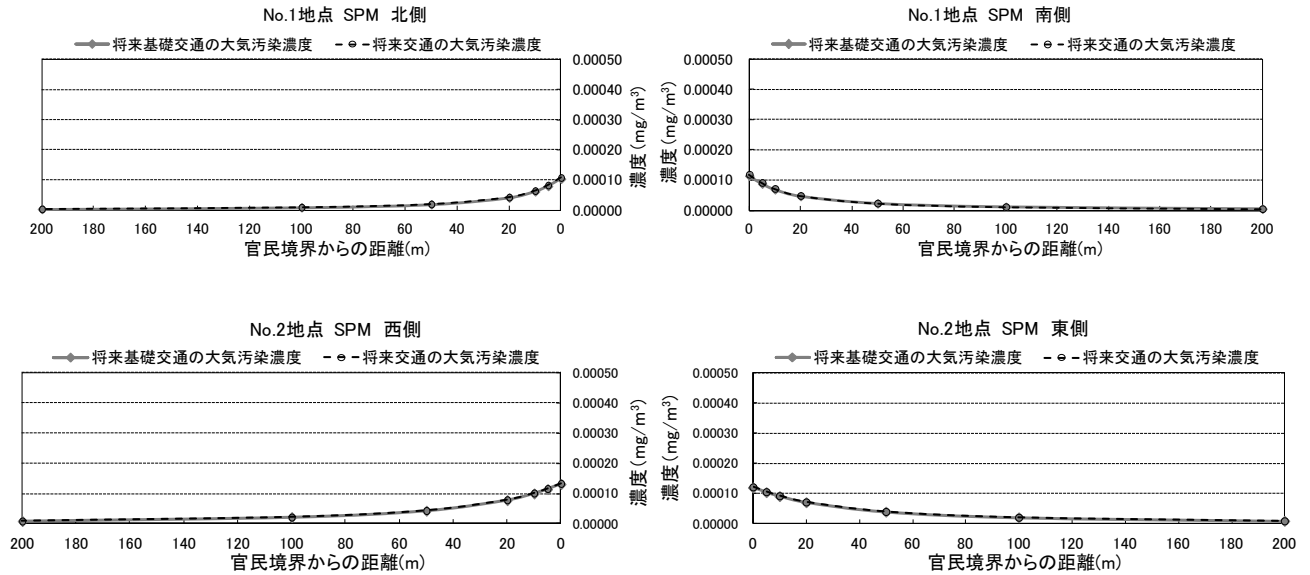 No.1地点 SPM 北側
将来基礎交通の大気汚染濃度 将来交通の大気汚染濃度
0.00050
0.00040
0.00030
0.00020
0.00010
0.00000
濃度(mg/m³)
200 180 160 140 120 100 80 60 40 20 0
官民境界からの距離(m)
No.1地点 SPM 南側
将来基礎交通の大気汚染濃度 将来交通の大気汚染濃度
濃度(mg/m³)
0.00050
0.00040
0.00030
0.00020
0.00010
0.00000
0 20 40 60 80 100 120 140 160 180 200
官民境界からの距離(m)
No.2地点 SPM 西側
将来基礎交通の大気汚染濃度 将来交通の大気汚染濃度
0.00050
0.00040
0.00030
0.00020
0.00010
0.00000
濃度(mg/m³)
200 180 160 140 120 100 80 60 40 20 0
官民境界からの距離(m)
No.2地点 SPM 東側
将来基礎交通の大気汚染濃度 将来交通の大気汚染濃度
濃度(mg/m³)
0.00050
0.00040
0.00030
0.00020
0.00010
0.00000
0 20 40 60 80 100 120 140 160 180 200
官民境界からの距離(m)